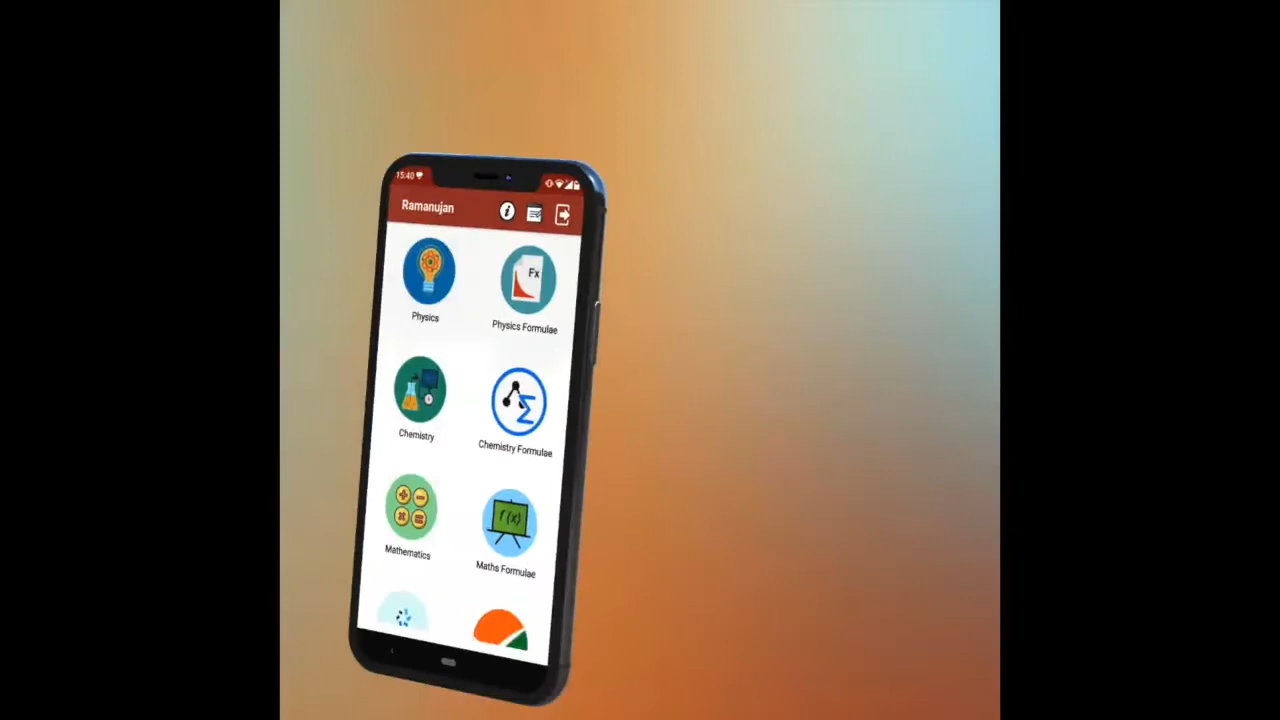 15:40
Ramanujan
Physics
Fx
Physics Formulae
Chemistry
Σ
Chemistry Formulae
f(x)
Mathematics
Maths Formulae